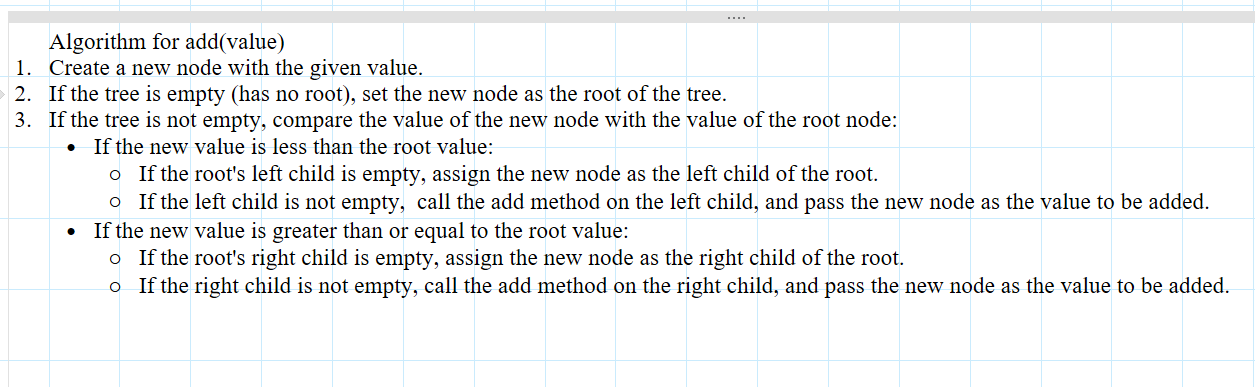 Algorithm for add(value)
1. Create a new node with the given value.
2. If the tree is empty (has no root), set the new node as the root of the tree.
3. If the tree is not empty, compare the value of the new node with the value of the root node:
• If the new value is less than the root value:
○ If the root's left child is empty, assign the new node as the left child of the root.
○ If the left child is not empty,  call the add method on the left child, and pass the new node as the value to be added.
• If the new value is greater than or equal to the root value:
○ If the root's right child is empty, assign the new node as the right child of the root.
○ If the right child is not empty, call the add method on the right child, and pass the new node as the value to be added.